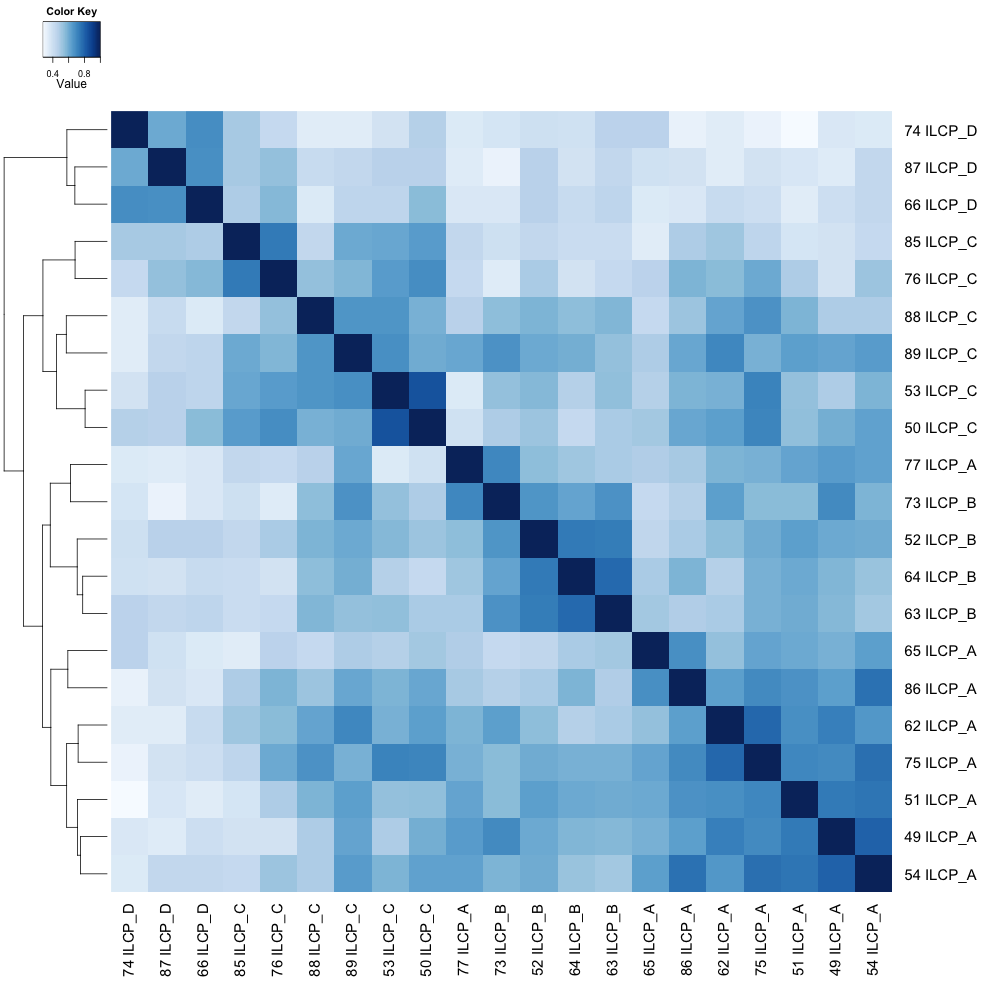 Color Key
0.4 0.8
Value
74 ILCP_D
87 ILCP_D
66 ILCP_D
85 ILCP_C
76 ILCP_C
88 ILCP_C
89 ILCP_C
53 ILCP_C
50 ILCP_C
77 ILCP_A
73 ILCP_B
52 ILCP_B
64 ILCP_B
63 ILCP_B
65 ILCP_A
86 ILCP_A
62 ILCP_A
75 ILCP_A
51 ILCP_A
49 ILCP_A
54 ILCP_A
74 ILCP_D
87 ILCP_D
66 ILCP_D
85 ILCP_C
76 ILCP_C
88 ILCP_C
89 ILCP_C
53 ILCP_C
50 ILCP_C
77 ILCP_A
73 ILCP_B
52 ILCP_B
64 ILCP_B
63 ILCP_B
65 ILCP_A
86 ILCP_A
62 ILCP_A
75 ILCP_A
51 ILCP_A
49 ILCP_A
54 ILCP_A